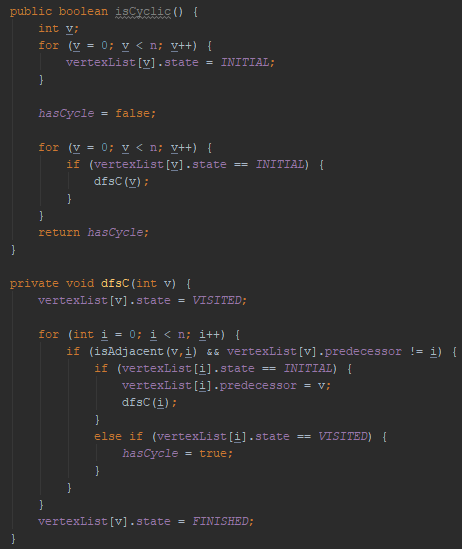 public boolean isCyclic() {
    int v;
    for (v = 0; v < n; v++) {
        vertexList[v].state = INITIAL;
    }

    hasCycle = false;

    for (v = 0; v < n; v++) {
        if (vertexList[v].state == INITIAL) {
            dfsC(v);
        }
    }
    return hasCycle;
}

private void dfsC(int v) {
    vertexList[v].state = VISITED;

    for (int i = 0; i < n; i++) {
        if (isAdjacent(v,i) && vertexList[v].predecessor != i) {
            if (vertexList[i].state == INITIAL) {
                vertexList[i].predecessor = v;
                dfsC(i);
            }
            else if (vertexList[i].state == VISITED) {
                hasCycle = true;
            }
        }
    }
    vertexList[v].state = FINISHED;
}